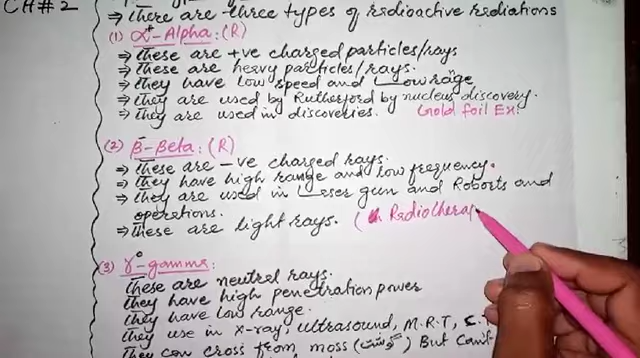 CH#2
⇒ There are three types of radioactive radiations
(1) α⁺-Alpha: (R)
⇒ These are +ve charged particles/rays
⇒ These are heavy particles/rays.
⇒ They have low speed and Low rage
⇒ They are used by Rutherford by nucleus discovery.
⇒ They are used in discoveries. Gold foil Ex:
(2) β⁻-Beta: (R)
⇒ These are -ve charged rays.
⇒ They have high range and low frequency.
⇒ They are used in Leser gun and Roborts and
operations.
⇒ These are light rays. ( Radiotherap
(3) γ°-gamma:
These are neutral rays.
They have high penetration power
They have low range.
They use in X-ray, ultrasound, M.R.T,
They can cross from moss (گوشت) But